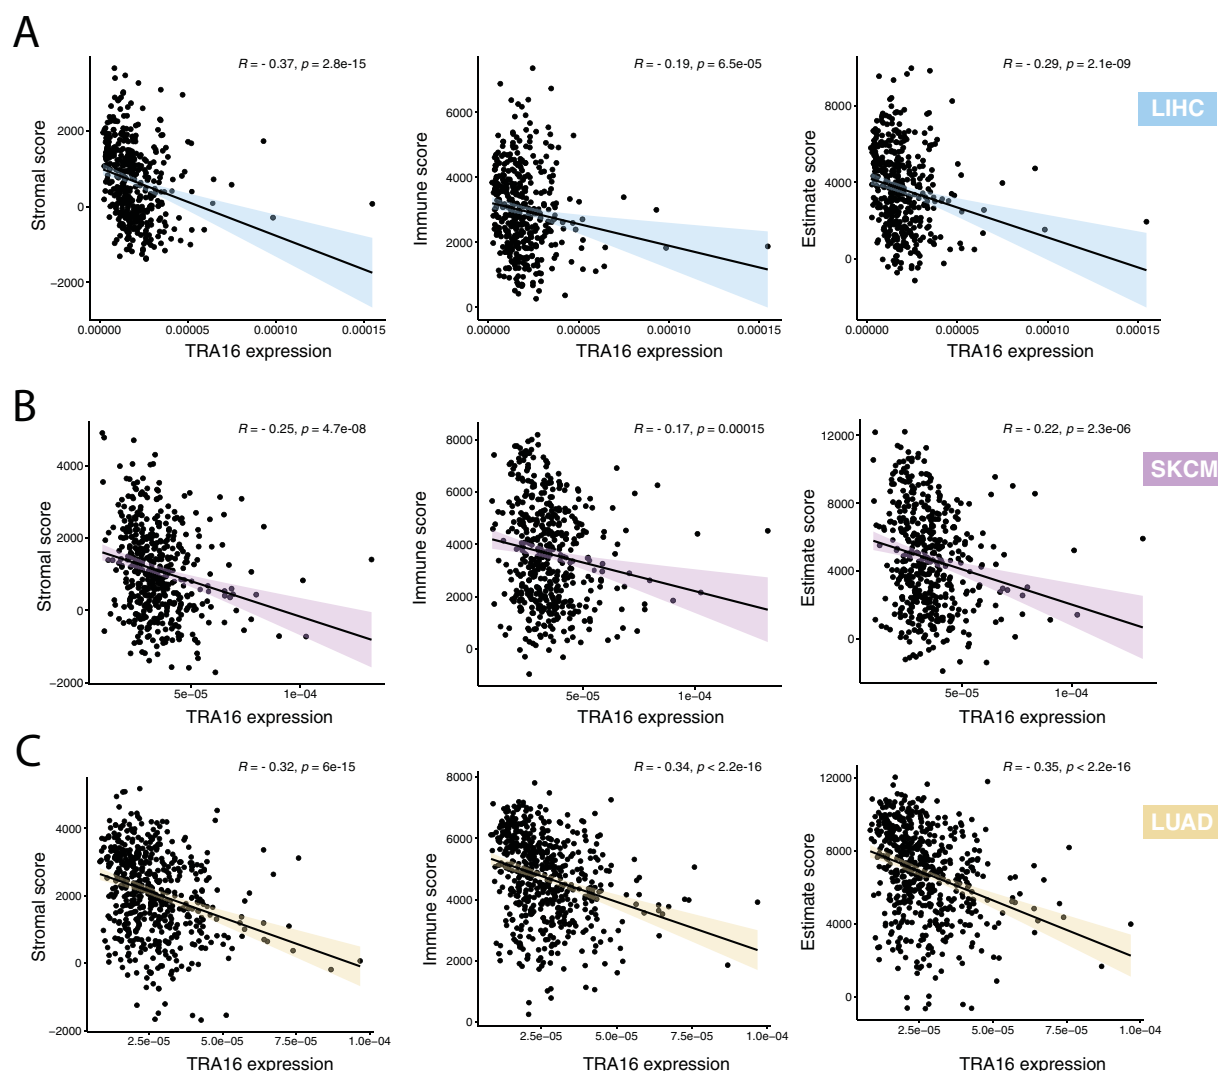 A
R = - 0.37, p = 2.8e-15
R = - 0.19, p = 6.5e-05
R = - 0.29, p = 2.1e-09
LIHC
Stromal score
2000
0
−2000
0.00000 0.00005 0.00010 0.00015
TRA16 expression
Immune score
6000
4000
2000
0
0.00000 0.00005 0.00010 0.00015
TRA16 expression
Estimate score
8000
4000
0
0.00000 0.00005 0.00010 0.00015
TRA16 expression
B
R = - 0.25, p = 4.7e-08
R = - 0.17, p = 0.00015
R = - 0.22, p = 2.3e-06
SKCM
Stromal score
4000
2000
0
−2000
5e−05 1e−04
TRA16 expression
Immune score
8000
6000
4000
2000
0
5e−05 1e−04
TRA16 expression
Estimate score
12000
8000
4000
0
5e−05 1e−04
TRA16 expression
C
R = - 0.32, p = 6e-15
R = - 0.34, p < 2.2e-16
R = - 0.35, p < 2.2e-16
LUAD
Stromal score
4000
2000
0
−2000
2.5e−05 5.0e−05 7.5e−05 1.0e−04
TRA16 expression
Immune score
8000
6000
4000
2000
0
2.5e−05 5.0e−05 7.5e−05 1.0e−04
TRA16 expression
Estimate score
12000
8000
4000
0
2.5e−05 5.0e−05 7.5e−05 1.0e−04
TRA16 expression